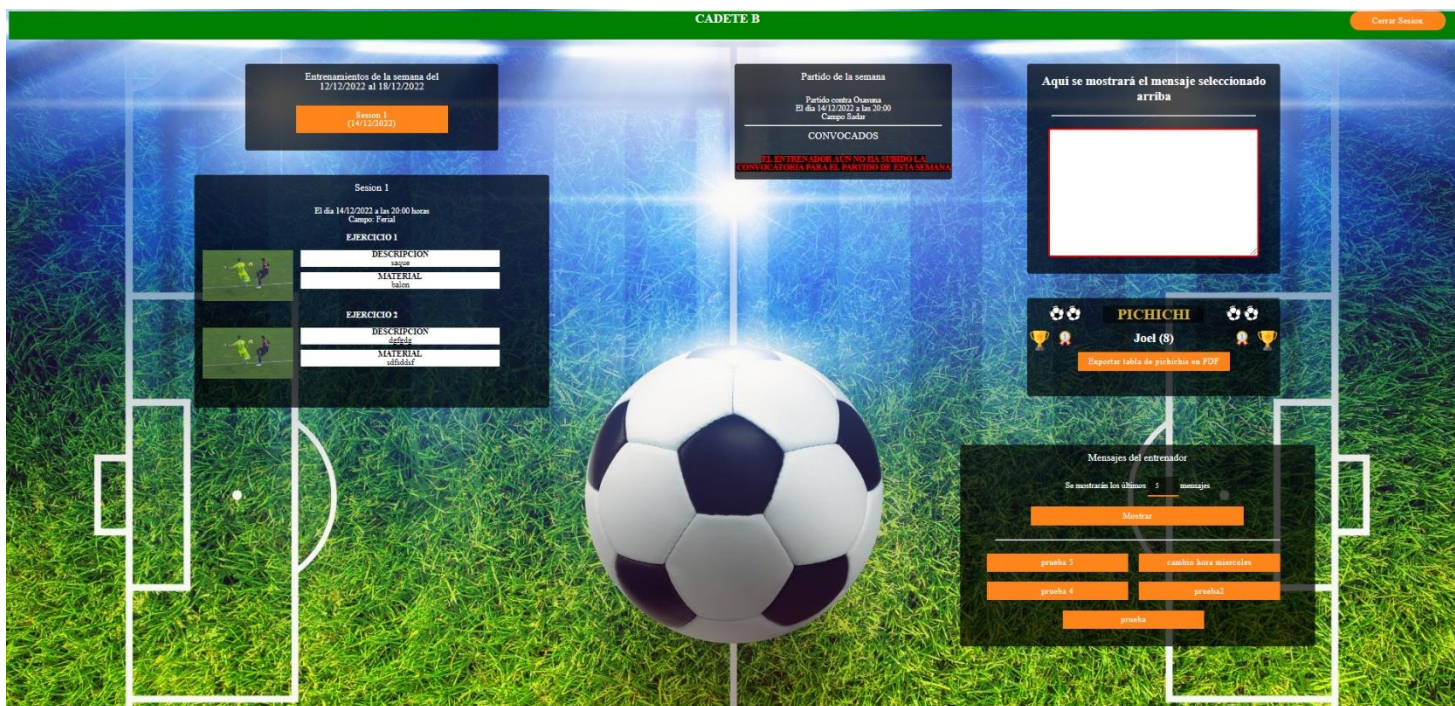 CADETE B
Cerrar Sesion
Entrenamientos de la semana del
12/12/2022 al 18/12/2022
Sesion 1
(14/12/2022)
Sesion 1
El dia 14/12/2022 a las 20:00 horas
Campo: Ferial
EJERCICIO 1
DESCRIPCION
saque
MATERIAL
balon
EJERCICIO 2
DESCRIPCION
dgfgdg
MATERIAL
Partido de la semana
Partido contra Osasuna
El dia 14/12/2022 a las 20:00
Campo Sadar
CONVOCADOS
EL ENTRENADOR AÚN NO HA SUBIDO LA
CONVOCATORIA PARA EL PARTIDO DE ESTA SEMANA
Aquí se mostrará el mensaje seleccionado
arriba
PICHICHI
Joel (8)
Exportar tabla de pichichis en PDF
Mensajes del entrenador
Se mostrarán los últimos 5 mensajes
Mostrar
prueba 5
cambio hora miercoles
prueba 4
prueba2
prueba